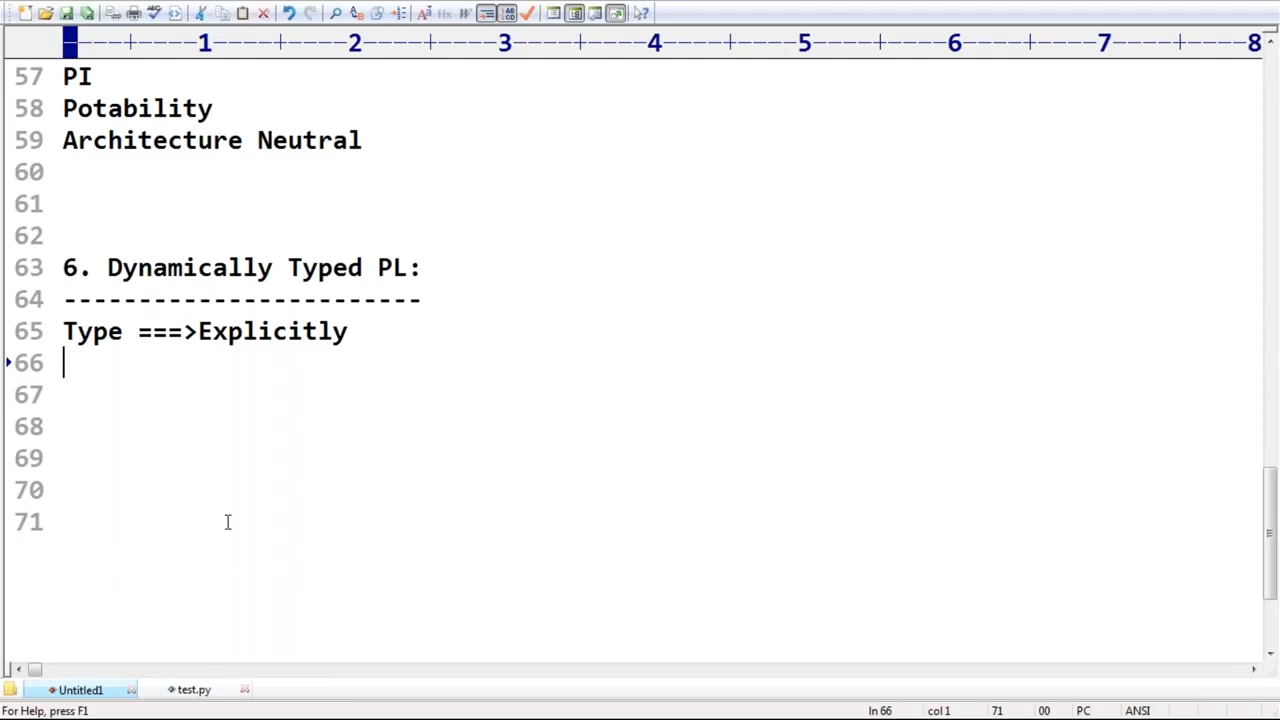 1 2 3 4 5 6 7 8
57 PI
58 Potability
59 Architecture Neutral
60
61
62
63 6. Dynamically Typed PL:
64 ------------------------
65 Type ===>Explicitly
66
67
68
69
70
71
Untitled1 test.py
For Help, press F1 ln 66 col 1 71 00 PC ANSI